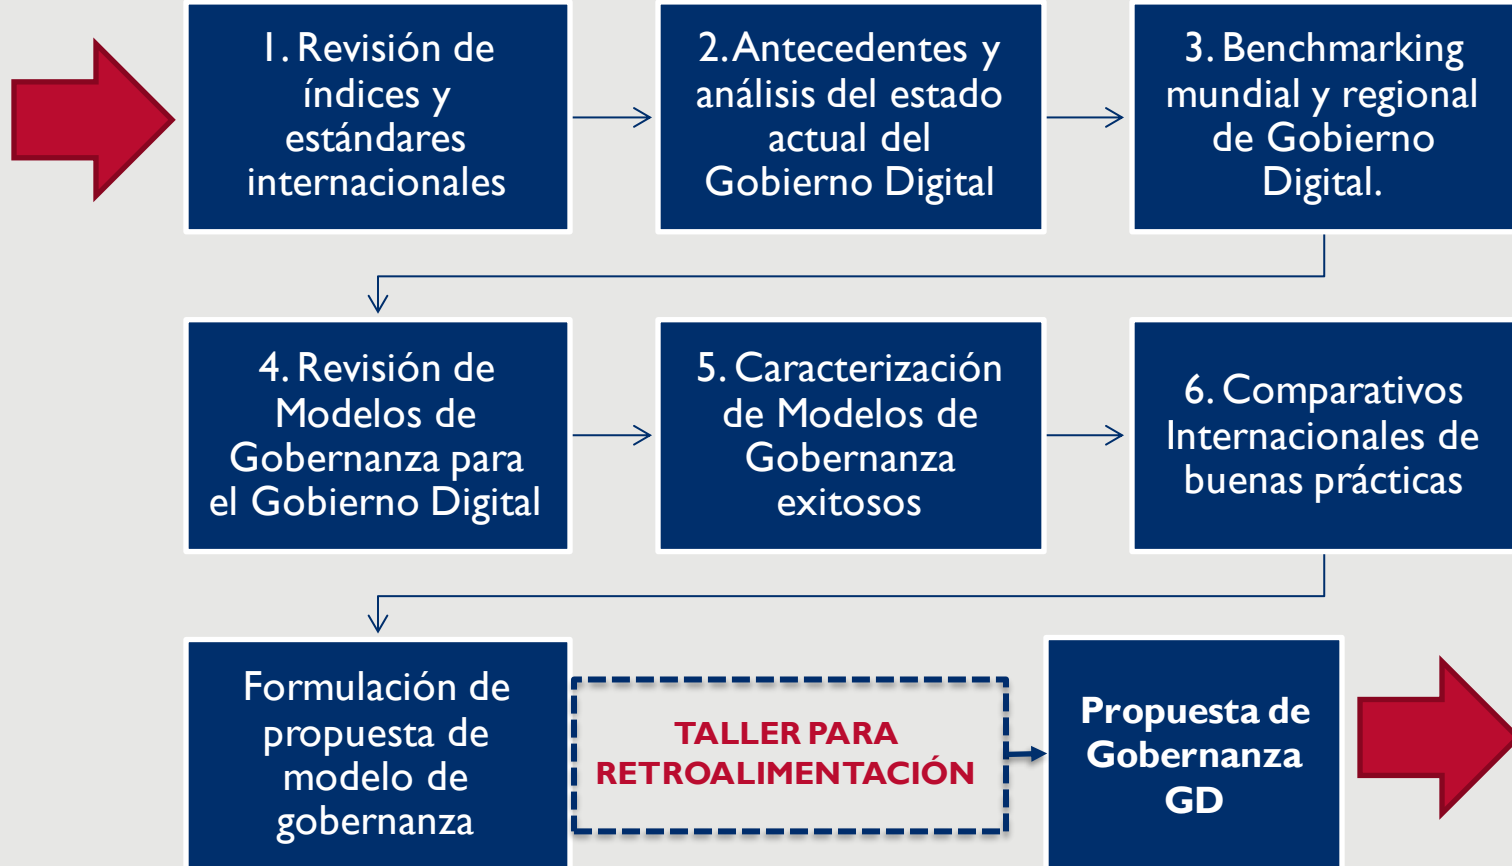 1. Revisión de
índices y
estándares
internacionales
2. Antecedentes y
análisis del estado
actual del
Gobierno Digital
3. Benchmarking
mundial y regional
de Gobierno
Digital.
4. Revisión de
Modelos de
Gobernanza para
el Gobierno Digital
5. Caracterización
de Modelos de
Gobernanza
exitosos
6. Comparativos
Internacionales de
buenas prácticas
Formulación de
propuesta de
modelo de
gobernanza
TALLER PARA
RETROALIMENTACIÓN
Propuesta de
Gobernanza
GD